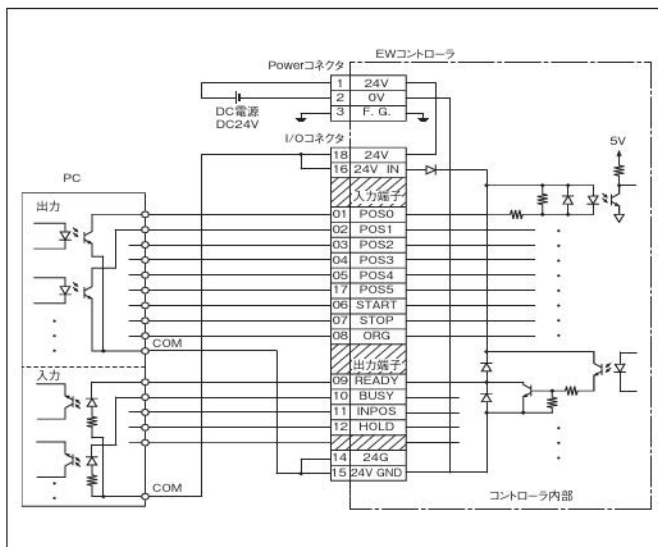 EWコントローラ
Powerコネクタ
1 24V
2 0V
3 F. G.
DC電源
DC24V
I/Oコネクタ
18 24V
16 24V IN
5V
PC
出力
入力端子
01 POS0
02 POS1
03 POS2
04 POS3
05 POS4
17 POS5
06 START
07 STOP
08 ORG
COM
出力端子
入力
09 READY
10 BUSY
11 INPOS
12 HOLD
14 24G
15 24V GND
COM
コントローラ内部